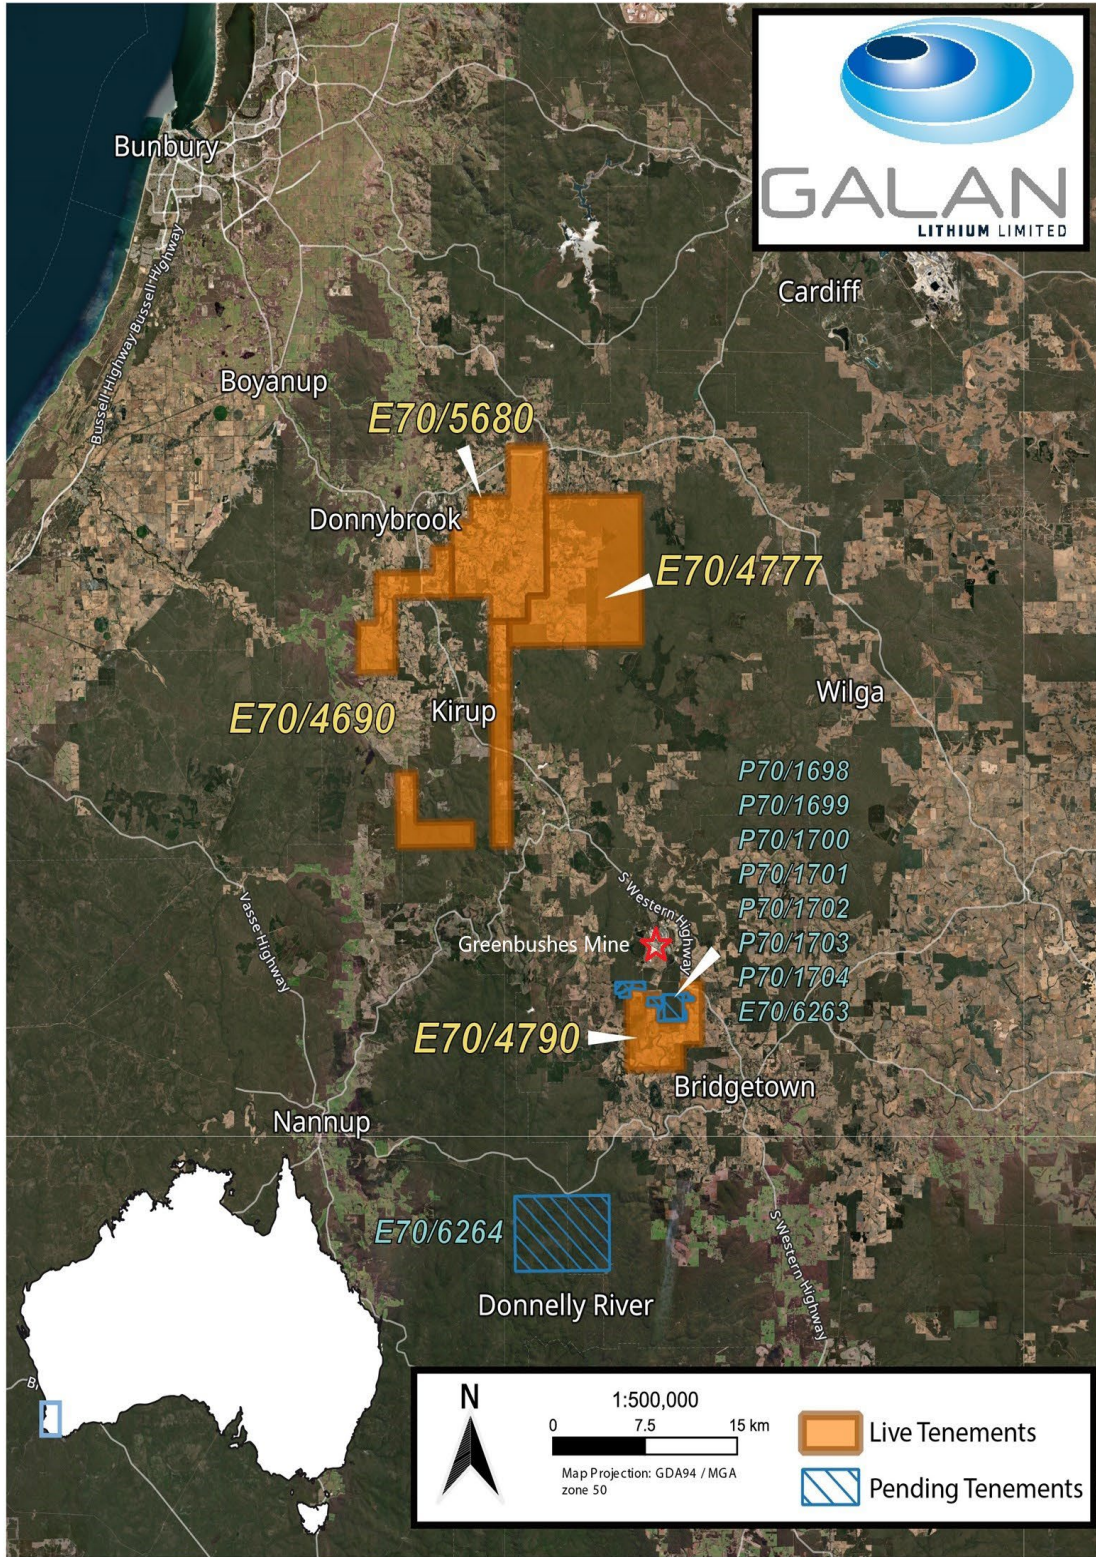 GALAN
LITHIUM LIMITED
Bunbury
Bussell Highway
Bussell Highway
Cardiff
Boyanup
E70/5680
Donnybrook
E70/4777
E70/4690
Kirup
Wilga
P70/1698
P70/1699
P70/1700
P70/1701
P70/1702
P70/1703
P70/1704
E70/6263
Vasse Highway
S Western Highway
Greenbushes Mine
E70/4790
Bridgetown
Nannup
E70/6264
S Western Highway
Donnelly River
N
1:500,000
0 7.5 15 km
Map Projection: GDA94 / MGA
zone 50
Live Tenements
Pending Tenements